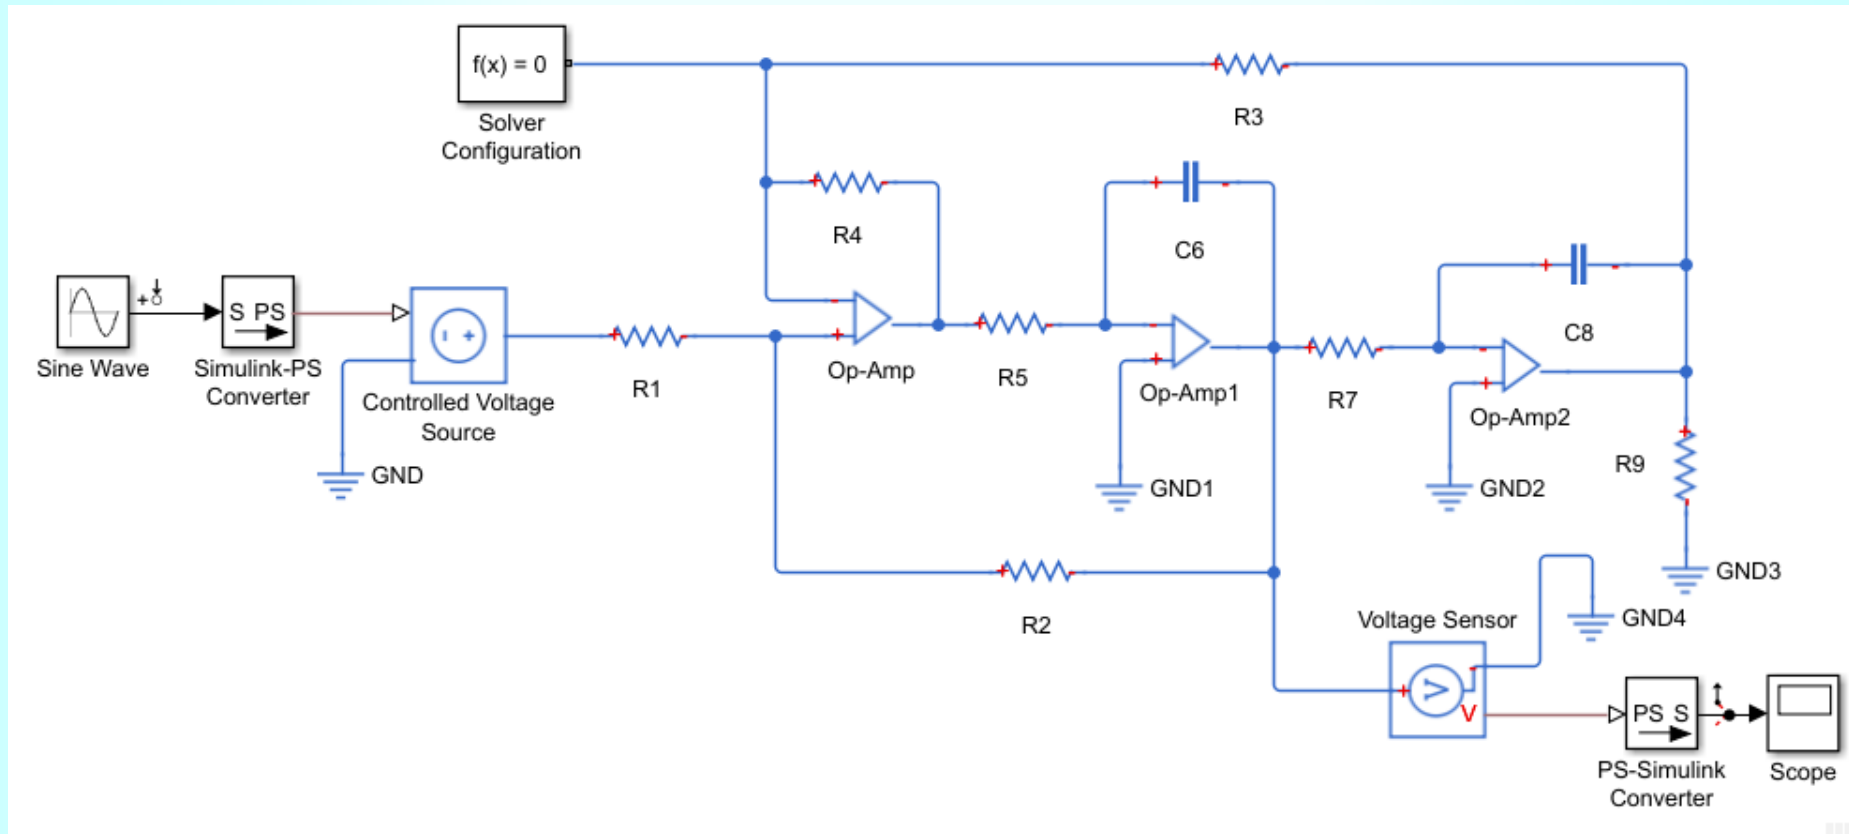 f(x) = 0
Solver
Configuration
R3
R4
C6
C8
S PS
Sine Wave
Simulink-PS
Converter
Controlled Voltage
Source
R1
Op-Amp
R5
Op-Amp1
R7
Op-Amp2
R9
GND
GND1
GND2
GND3
R2
Voltage Sensor
GND4
V
V
PS S
PS-Simulink
Converter
Scope